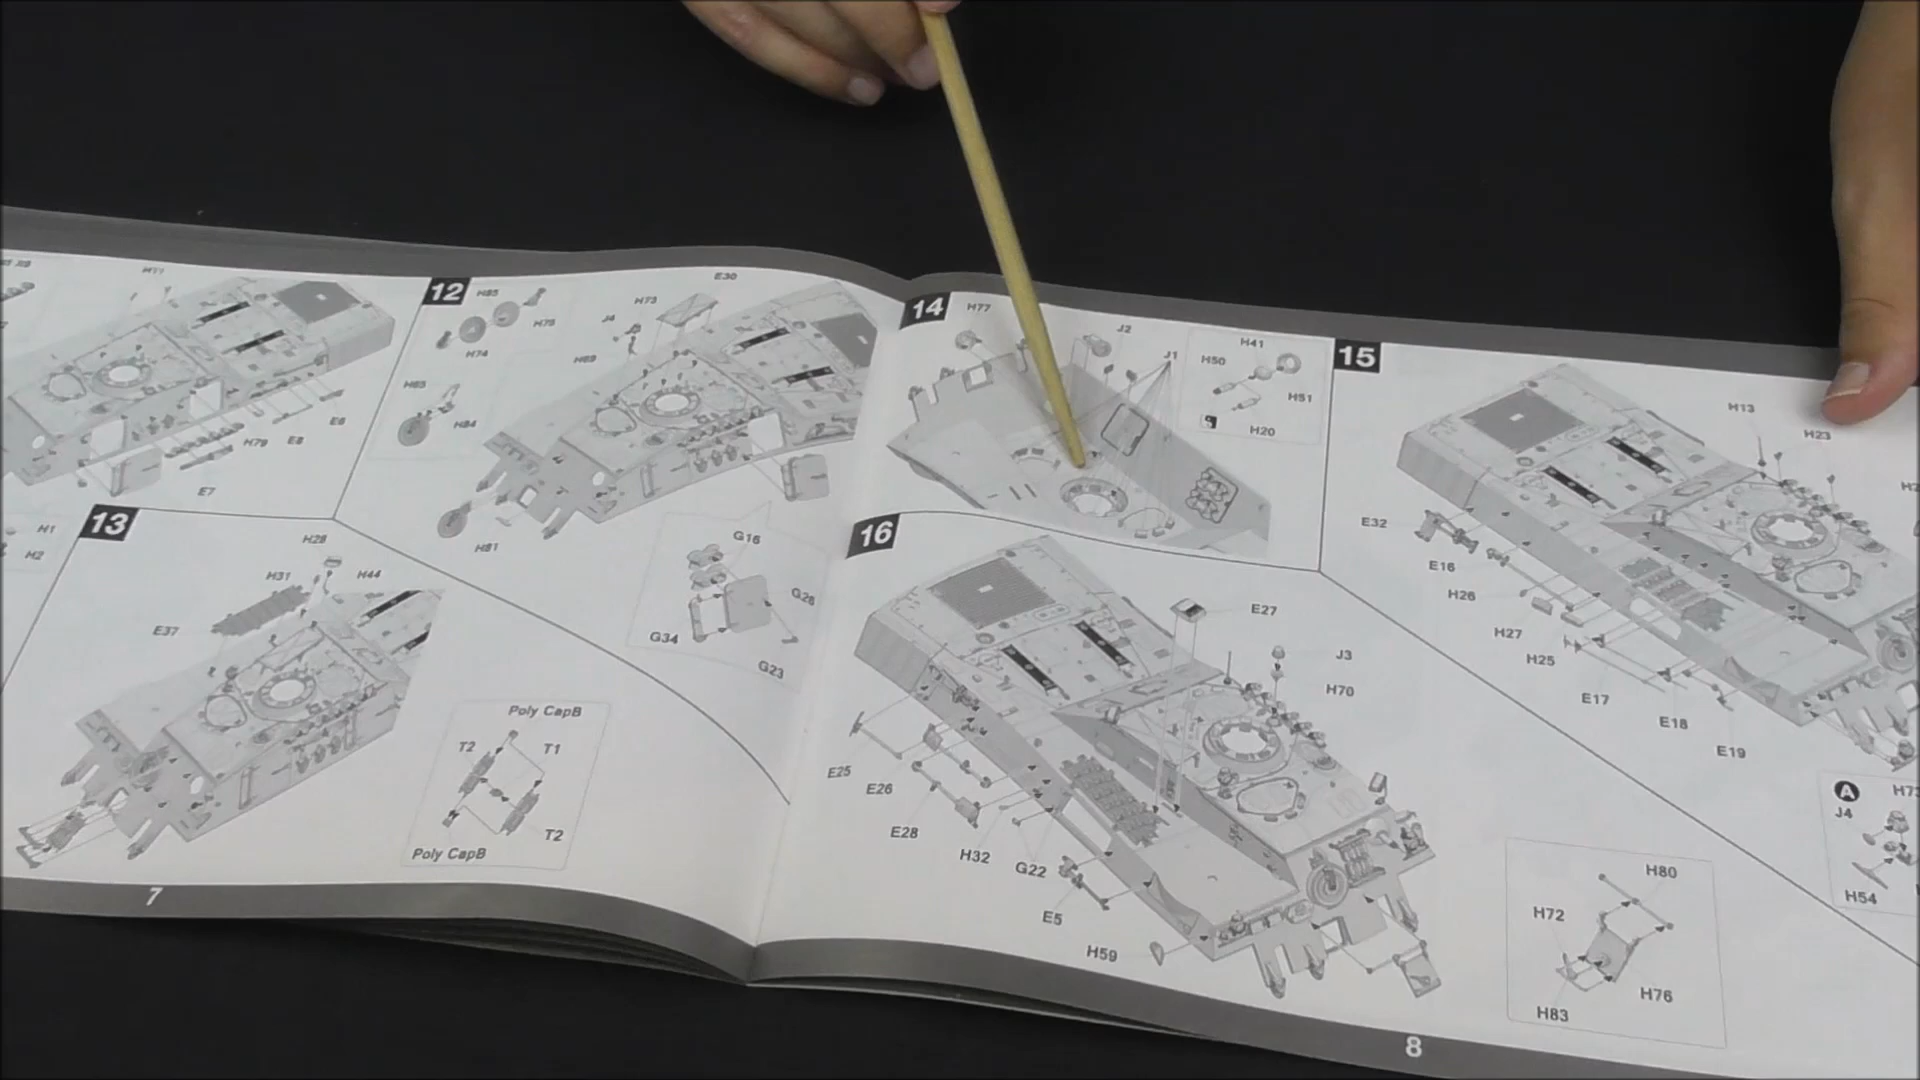 H79
E8
E6
E7
H1
H2
12
H85
H75
H74
H65
H84
H81
J4
H73
E30
H69
G16
G28
G34
G23
13
H28
H31
H44
E37
Poly CapB
T2
T1
T2
Poly CapB
7
14
H77
J2
J1
H41
H50
H51
H20
15
H13
H23
E32
E16
H26
H27
H25
E17
E18
E19
A
J4
H54
16
E27
J3
H70
E25
E26
E28
H32
G22
E5
H59
H80
H72
H76
H83
8